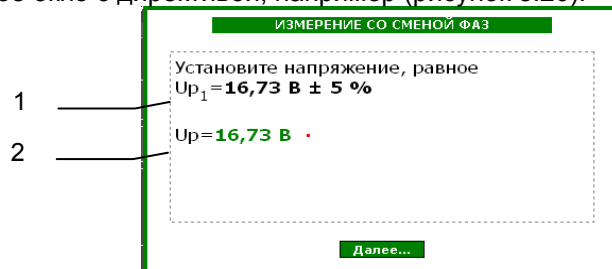 ИЗМЕРЕНИЕ СО СМЕНОЙ ФАЗ
Установите напряжение, равное
1
Up₁=16,73 В ± 5 %
2
Up=16,73 В
Далее...